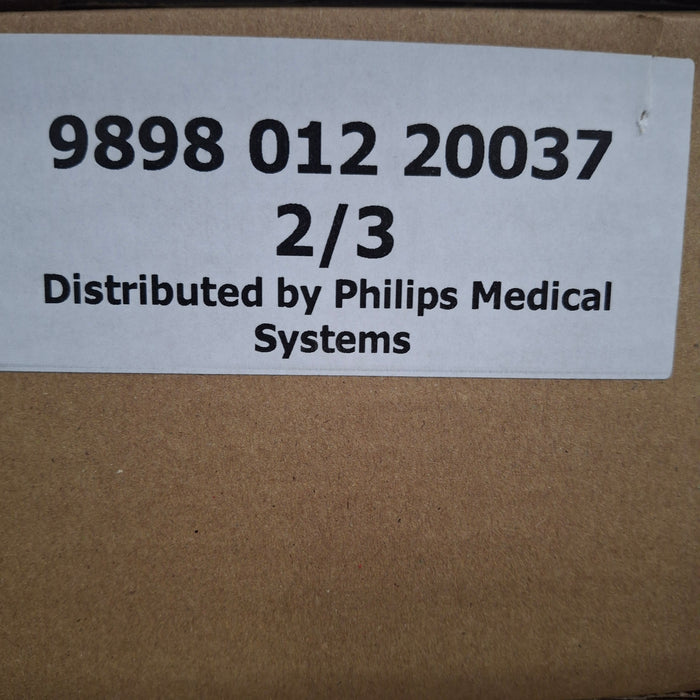 9898 012 20037
2/3
Distributed by Philips Medical
Systems